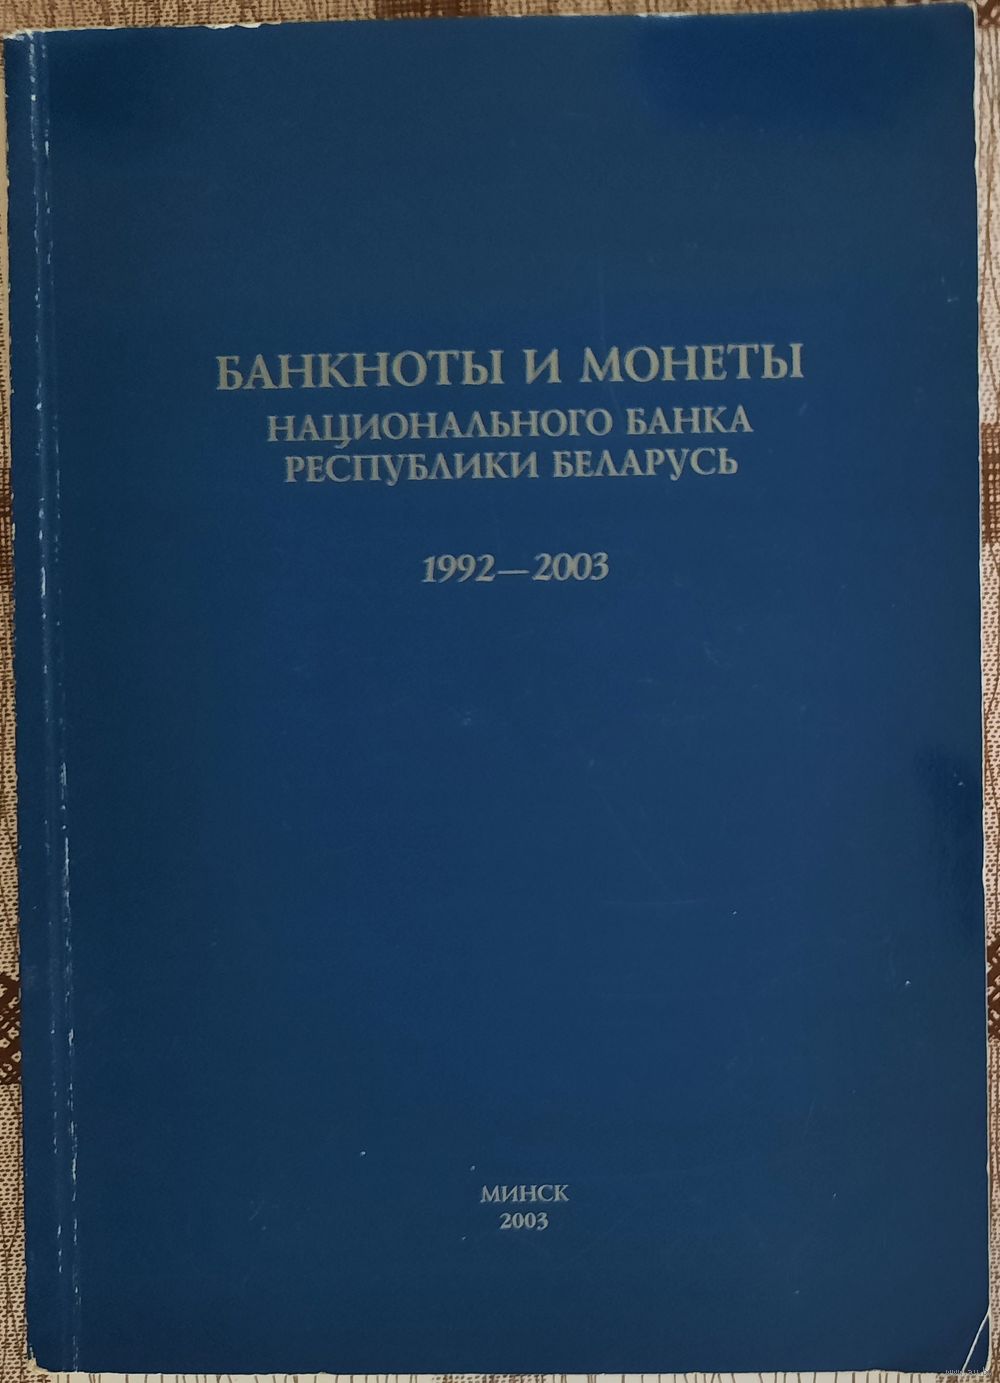 БАНКНОТЫ И МОНЕТЫ
НАЦИОНАЛЬНОГО БАНКА
РЕСПУБЛИКИ БЕЛАРУСЬ
1992—2003
МИНСК
2003